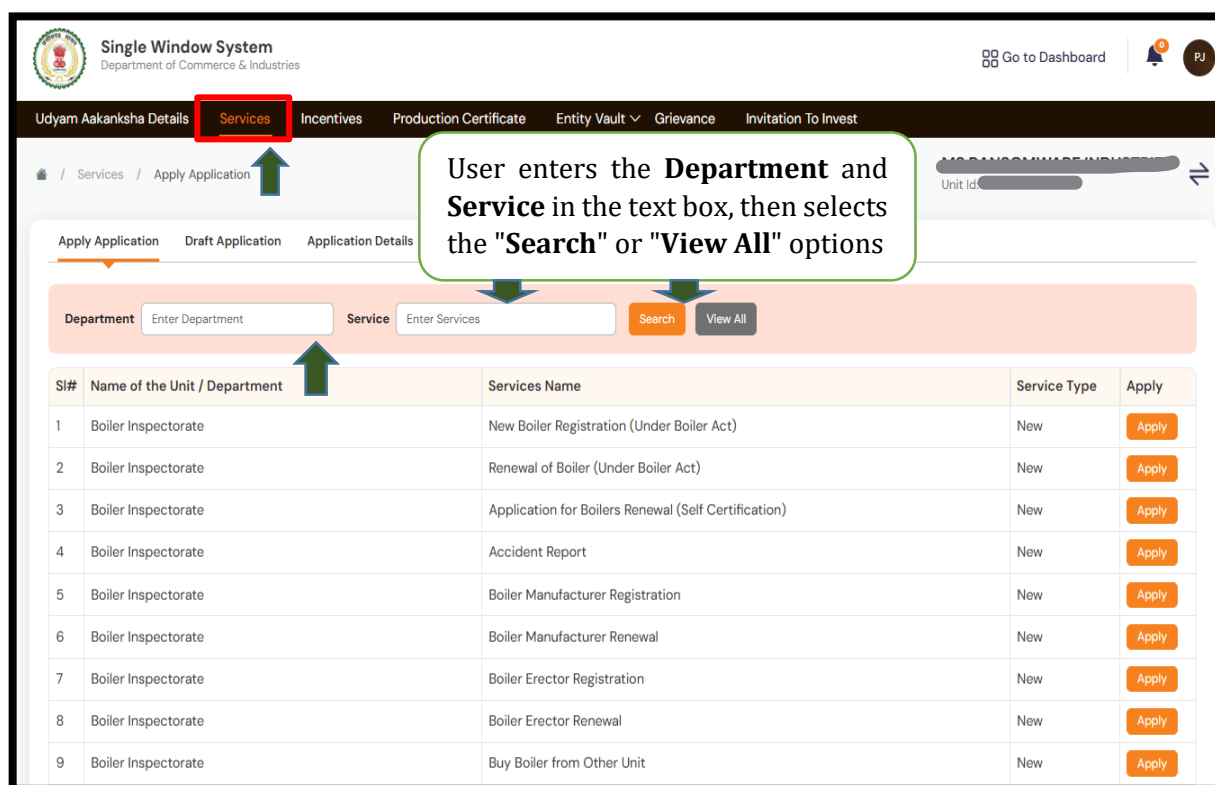 Single Window System
Department of Commerce & Industries
Go to Dashboard
0
PJ
Udyam Aakanksha Details Services Incentives Production Certificate Entity Vault Grievance Invitation To Invest
/ Services / Apply Application
Unit Id:
User enters the Department and
Service in the text box, then selects
the "Search" or "View All" options
Apply Application Draft Application Application Details
Department Enter Department Service Enter Services Search View All
Sl# Name of the Unit / Department Services Name Service Type Apply
1 Boiler Inspectorate New Boiler Registration (Under Boiler Act) New Apply
2 Boiler Inspectorate Renewal of Boiler (Under Boiler Act) New Apply
3 Boiler Inspectorate Application for Boilers Renewal (Self Certification) New Apply
4 Boiler Inspectorate Accident Report New Apply
5 Boiler Inspectorate Boiler Manufacturer Registration New Apply
6 Boiler Inspectorate Boiler Manufacturer Renewal New Apply
7 Boiler Inspectorate Boiler Erector Registration New Apply
8 Boiler Inspectorate Boiler Erector Renewal New Apply
9 Boiler Inspectorate Buy Boiler from Other Unit New Apply